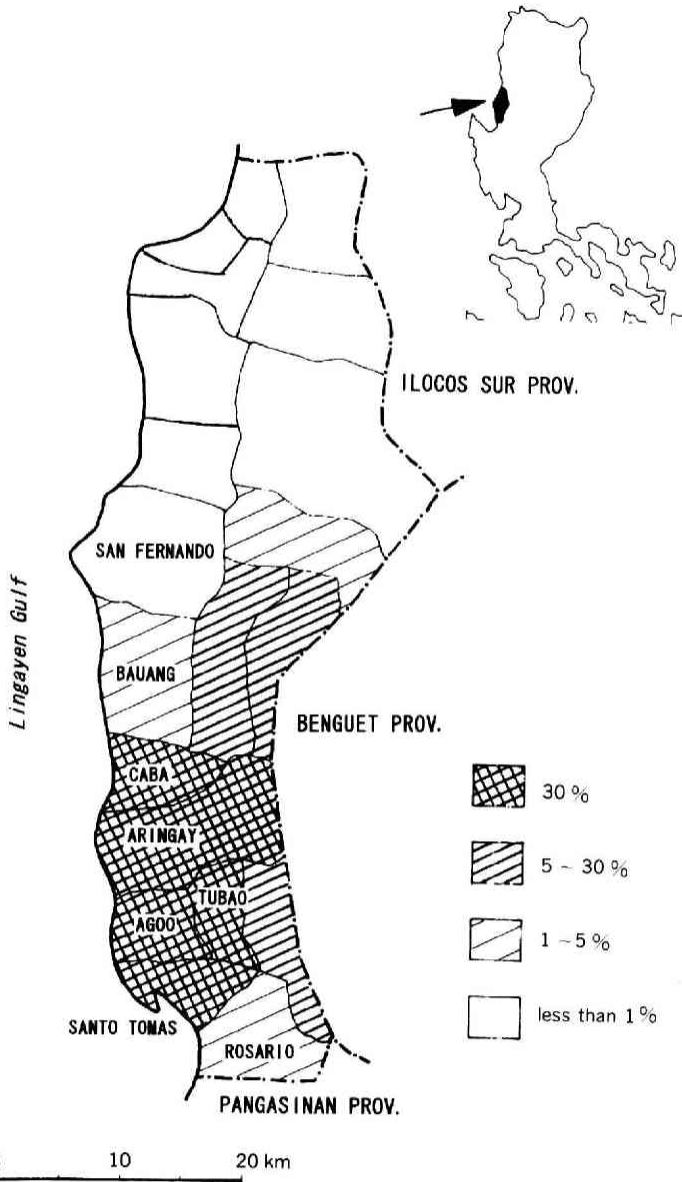 ILOCOS SUR PROV.
SAN FERNANDO
Lingayen Gulf
BAUANG
BENGUET PROV.
CABA
30%
ARINGAY
5 - 30%
TUBAO
AGOO
1 ~5%
less than 1%
SANTO TOMAS
ROSARIO
PANGASINAN PROV.
10
20 km